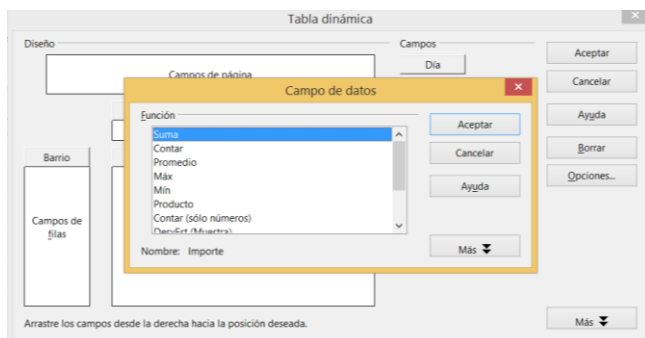 Tabla dinámica
Diseño
Campos
Día
Campos de página
Aceptar
Cancelar
Ayuda
Borrar
Opciones...
Más
Barrio
Campos de
filas
Campo de datos
Función
Suma
Contar
Promedio
Máx
Mín
Producto
Contar (sólo números)
DesvEst (Muestra)
Aceptar
Cancelar
Ayuda
Más
Nombre: Importe
Arrastre los campos desde la derecha hacia la posición deseada.